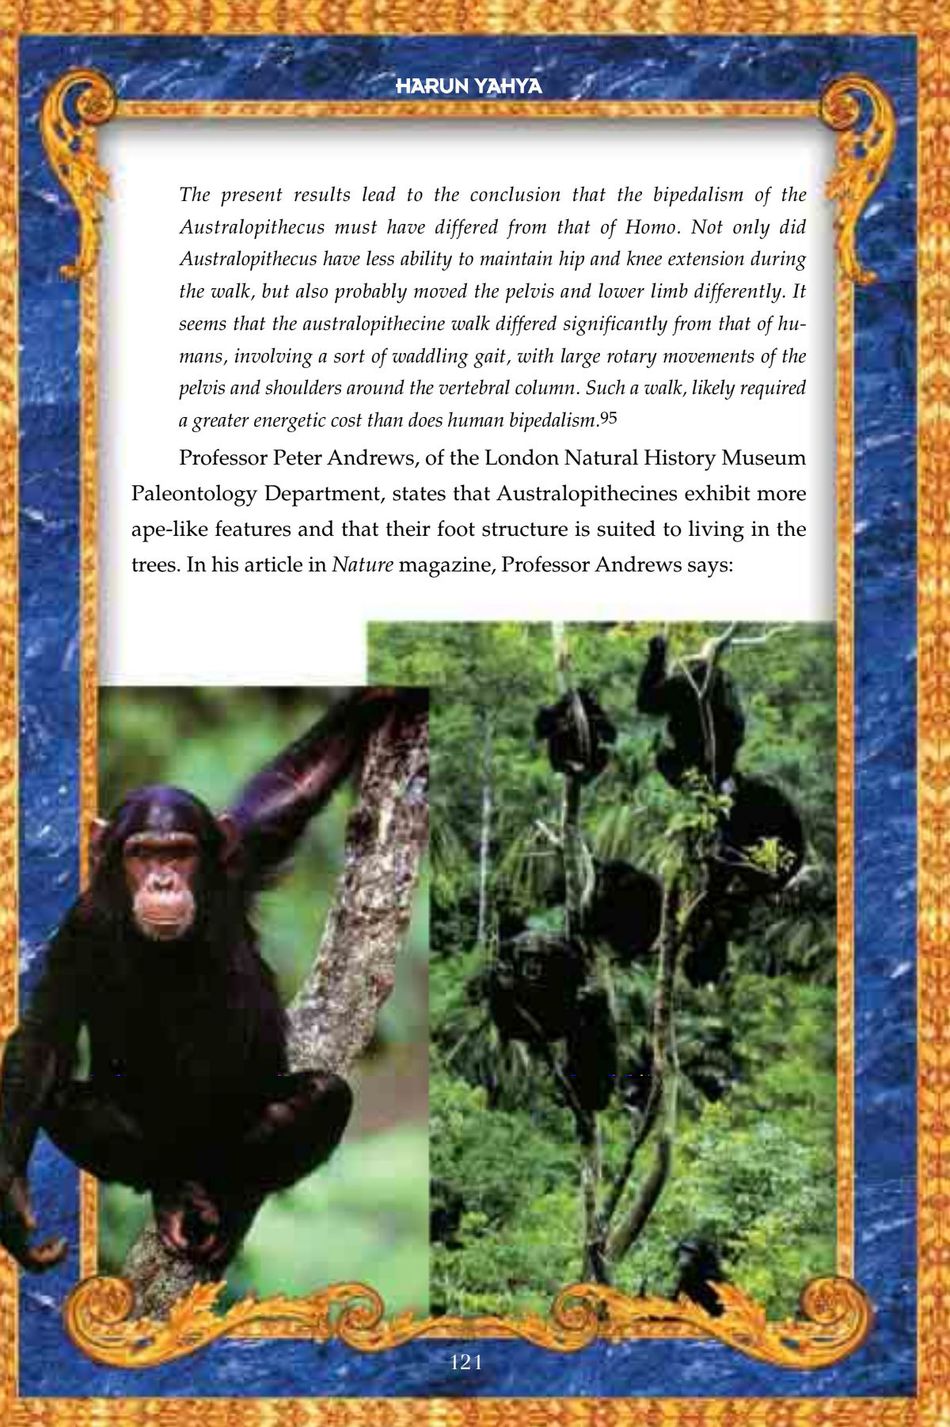 HARUN YAHYA
The present results lead to the conclusion that the bipedalism of the
Australopithecus must have differed from that of Homo. Not only did
Australopithecus have less ability to maintain hip and knee extension during
the walk, but also probably moved the pelvis and lower limb differently. It
seems that the australopithecine walk differed significantly from that of hu-
mans, involving a sort of waddling gait, with large rotary movements of the
pelvis and shoulders around the vertebral column. Such a walk, likely required
a greater energetic cost than does human bipedalism.95
Professor Peter Andrews, of the London Natural History Museum
Paleontology Department, states that Australopithecines exhibit more
ape-like features and that their foot structure is suited to living in the
trees. In his article in Nature magazine, Professor Andrews says:
121